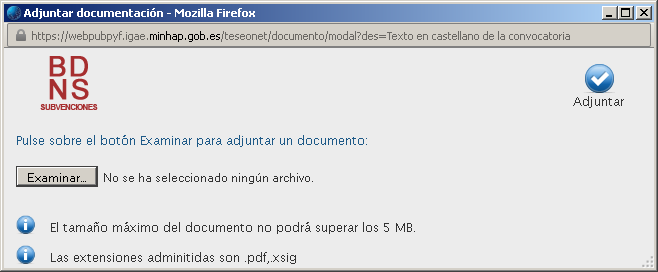 Adjuntar documentación - Mozilla Firefox
https://webpubpyf.igae.minhap.gob.es/teseonet/documento/modal?des=Texto en castellano de la convocatoria
BD
NS
SUBVENCIONES
Adjuntar
Pulse sobre el botón Examinar para adjuntar un documento:
Examinar... No se ha seleccionado ningún archivo.
El tamaño máximo del documento no podrá superar los 5 MB.
Las extensiones adminitidas son .pdf,.xsig